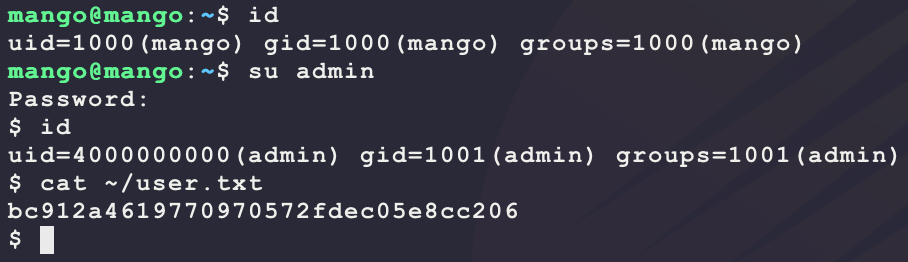 mango@mango:~$ id
uid=1000(mango) gid=1000(mango) groups=1000(mango)
mango@mango:~$ su admin
Password:
$ id
uid=4000000000(admin) gid=1001(admin) groups=1001(admin)
$ cat ~/user.txt
bc912a4619770970572fdec05e8cc206
$